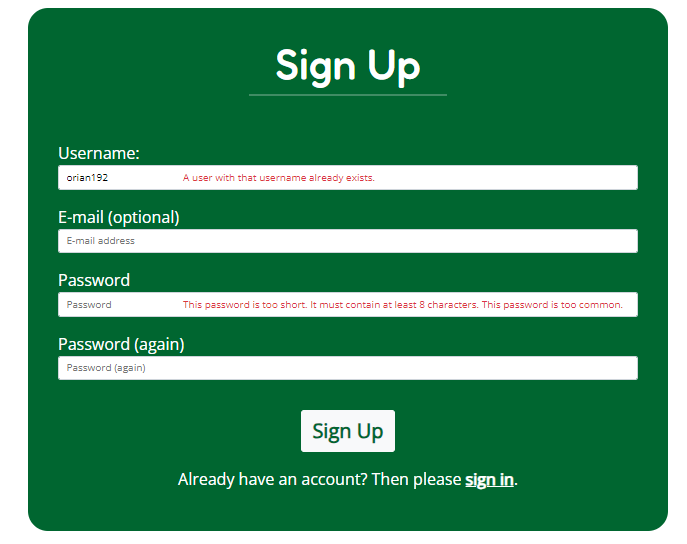 Sign Up
Username:
orian192 A user with that username already exists.
E-mail (optional)
E-mail address
Password
Password This password is too short. It must contain at least 8 characters. This password is too common.
Password (again)
Password (again)
Sign Up
Already have an account? Then please sign in.